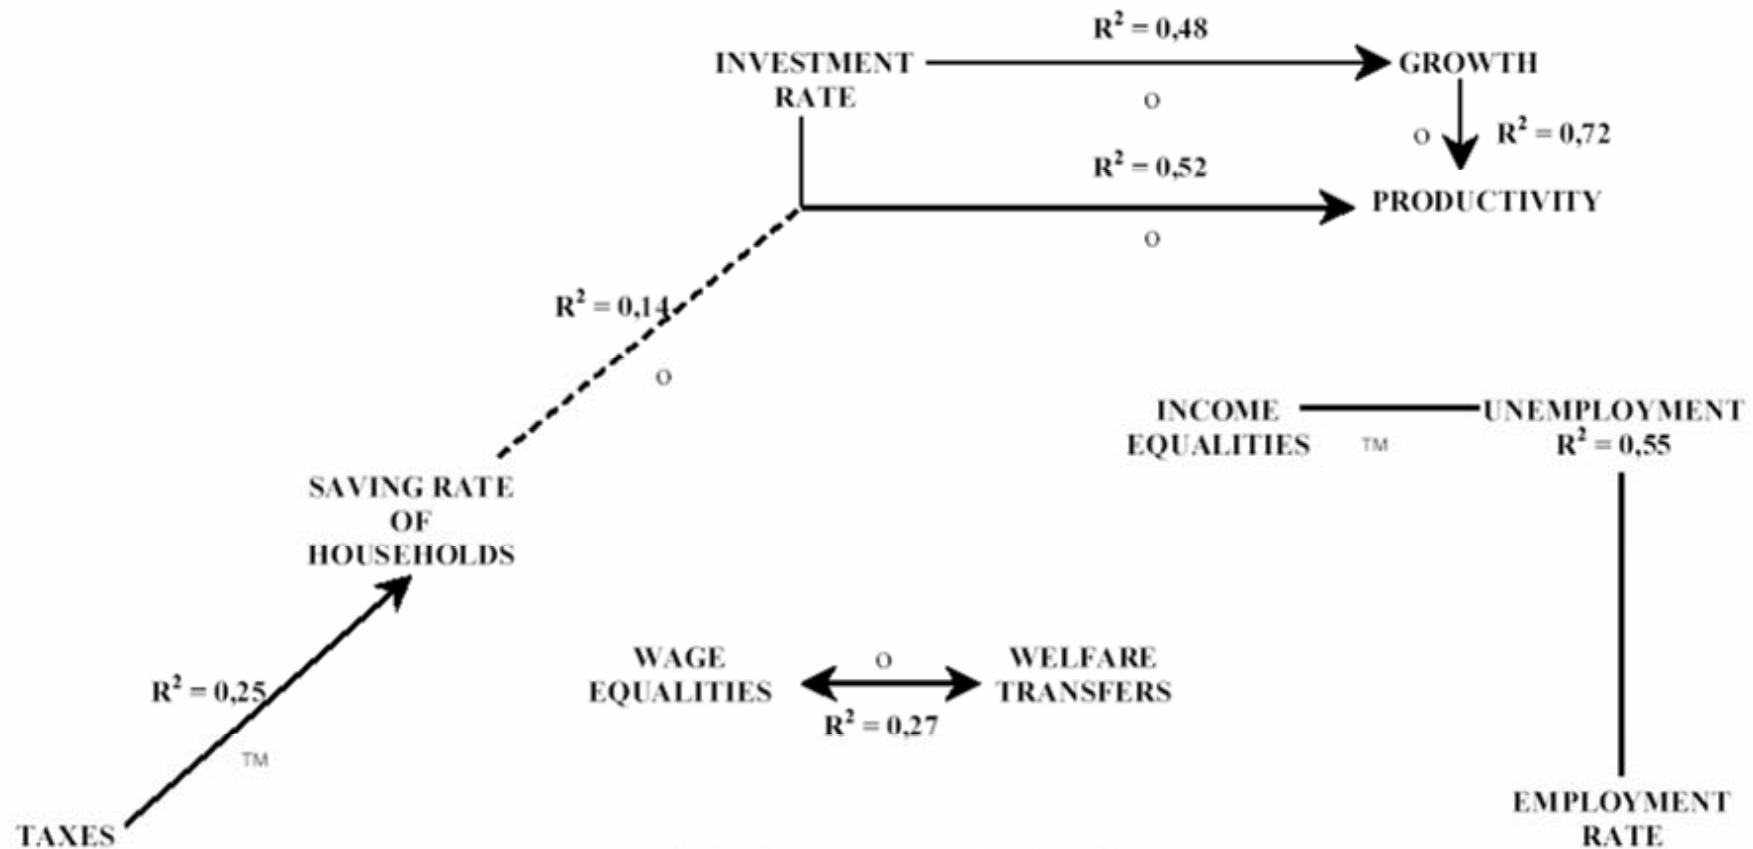 R² = 0,48
INVESTMENT
RATE
GROWTH
o
o
R² = 0,72
R² = 0,52
PRODUCTIVITY
o
R² = 0,14
o
INCOME
EQUALITIES
TM
UNEMPLOYMENT
R² = 0,55
SAVING RATE
OF
HOUSEHOLDS
WAGE
EQUALITIES
o
R² = 0,27
WELFARE
TRANSFERS
R² = 0,25
TM
TAXES
EMPLOYMENT
RATE